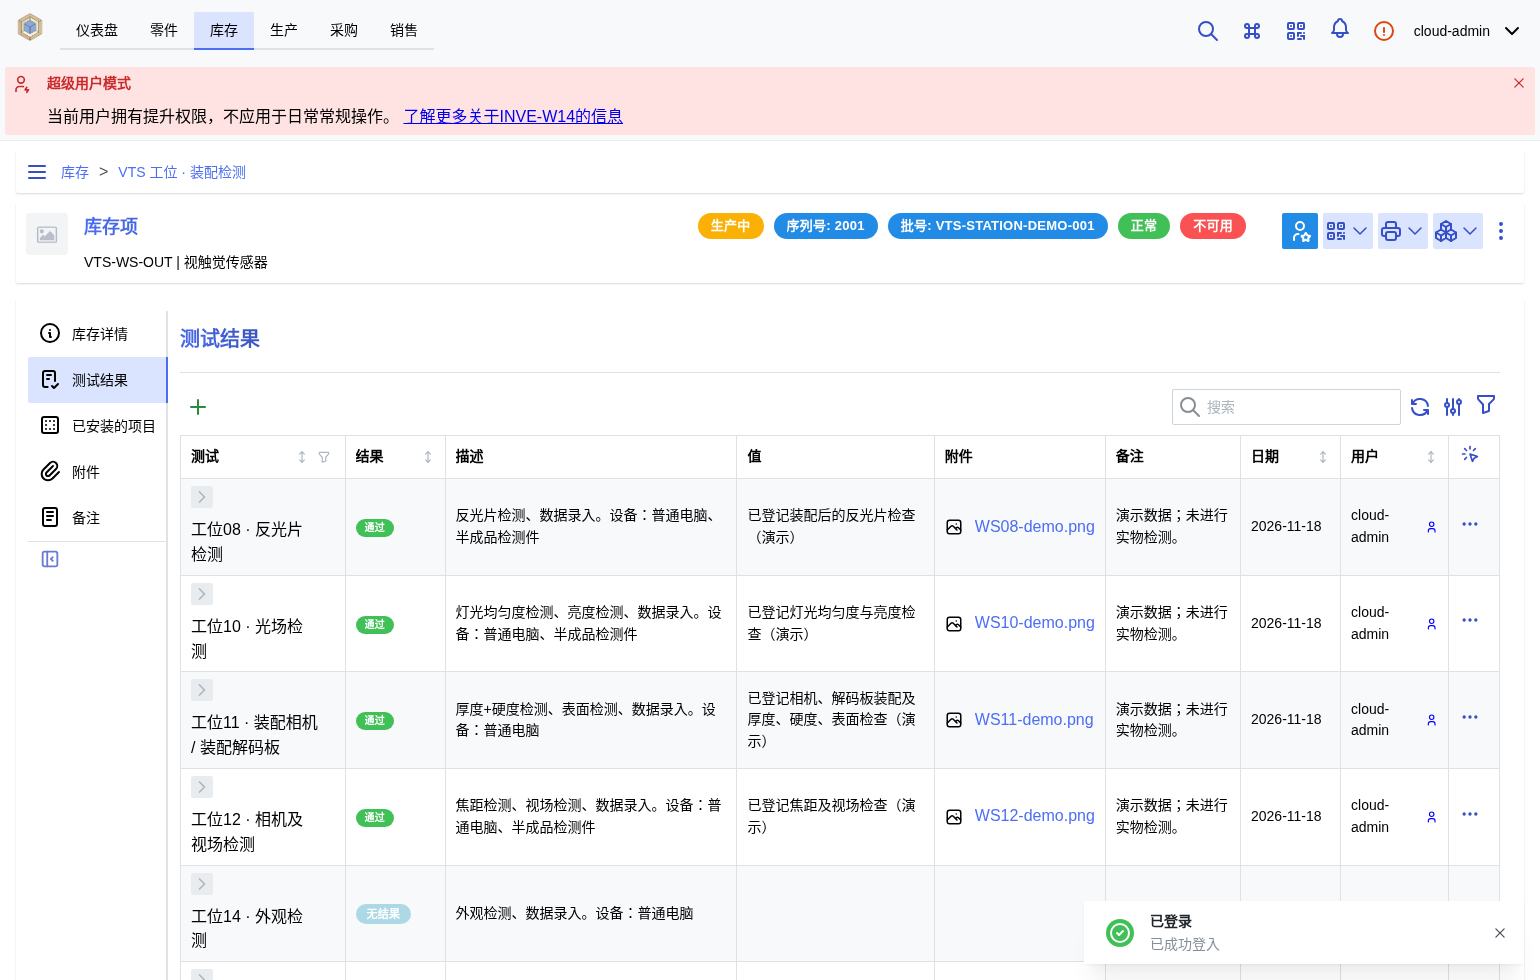 仪表盘 零件 库存 生产 采购 销售 cloud-admin
超级用户模式
当前用户拥有提升权限，不应用于日常常规操作。 了解更多关于INVE-W14的信息
库存 > VTS 工位 · 装配检测
库存项 生产中 序列号: 2001 批号: VTS-STATION-DEMO-001 正常 不可用
VTS-WS-OUT | 视触觉传感器
库存详情
测试结果
已安装的项目
附件
备注
测试结果
搜索
测试 结果 描述 值 附件 备注 日期 用户
工位08 · 反光片
检测
通过
反光片检测、数据录入。设备：普通电脑、
半成品检测件
已登记装配后的反光片检查
（演示）
WS08-demo.png
演示数据；未进行
实物检测。
2026-11-18
cloud-
admin
工位10 · 光场检
测
通过
灯光均匀度检测、亮度检测、数据录入。设
备：普通电脑、半成品检测件
已登记灯光均匀度与亮度检
查（演示）
WS10-demo.png
演示数据；未进行
实物检测。
2026-11-18
cloud-
admin
工位11 · 装配相机
/ 装配解码板
通过
厚度+硬度检测、表面检测、数据录入。设
备：普通电脑
已登记相机、解码板装配及
厚度、硬度、表面检查（演
示）
WS11-demo.png
演示数据；未进行
实物检测。
2026-11-18
cloud-
admin
工位12 · 相机及
视场检测
通过
焦距检测、视场检测、数据录入。设备：普
通电脑、半成品检测件
已登记焦距及视场检查（演
示）
WS12-demo.png
演示数据；未进行
实物检测。
2026-11-18
cloud-
admin
工位14 · 外观检
测
无结果
外观检测、数据录入。设备：普通电脑
已登录
已成功登入